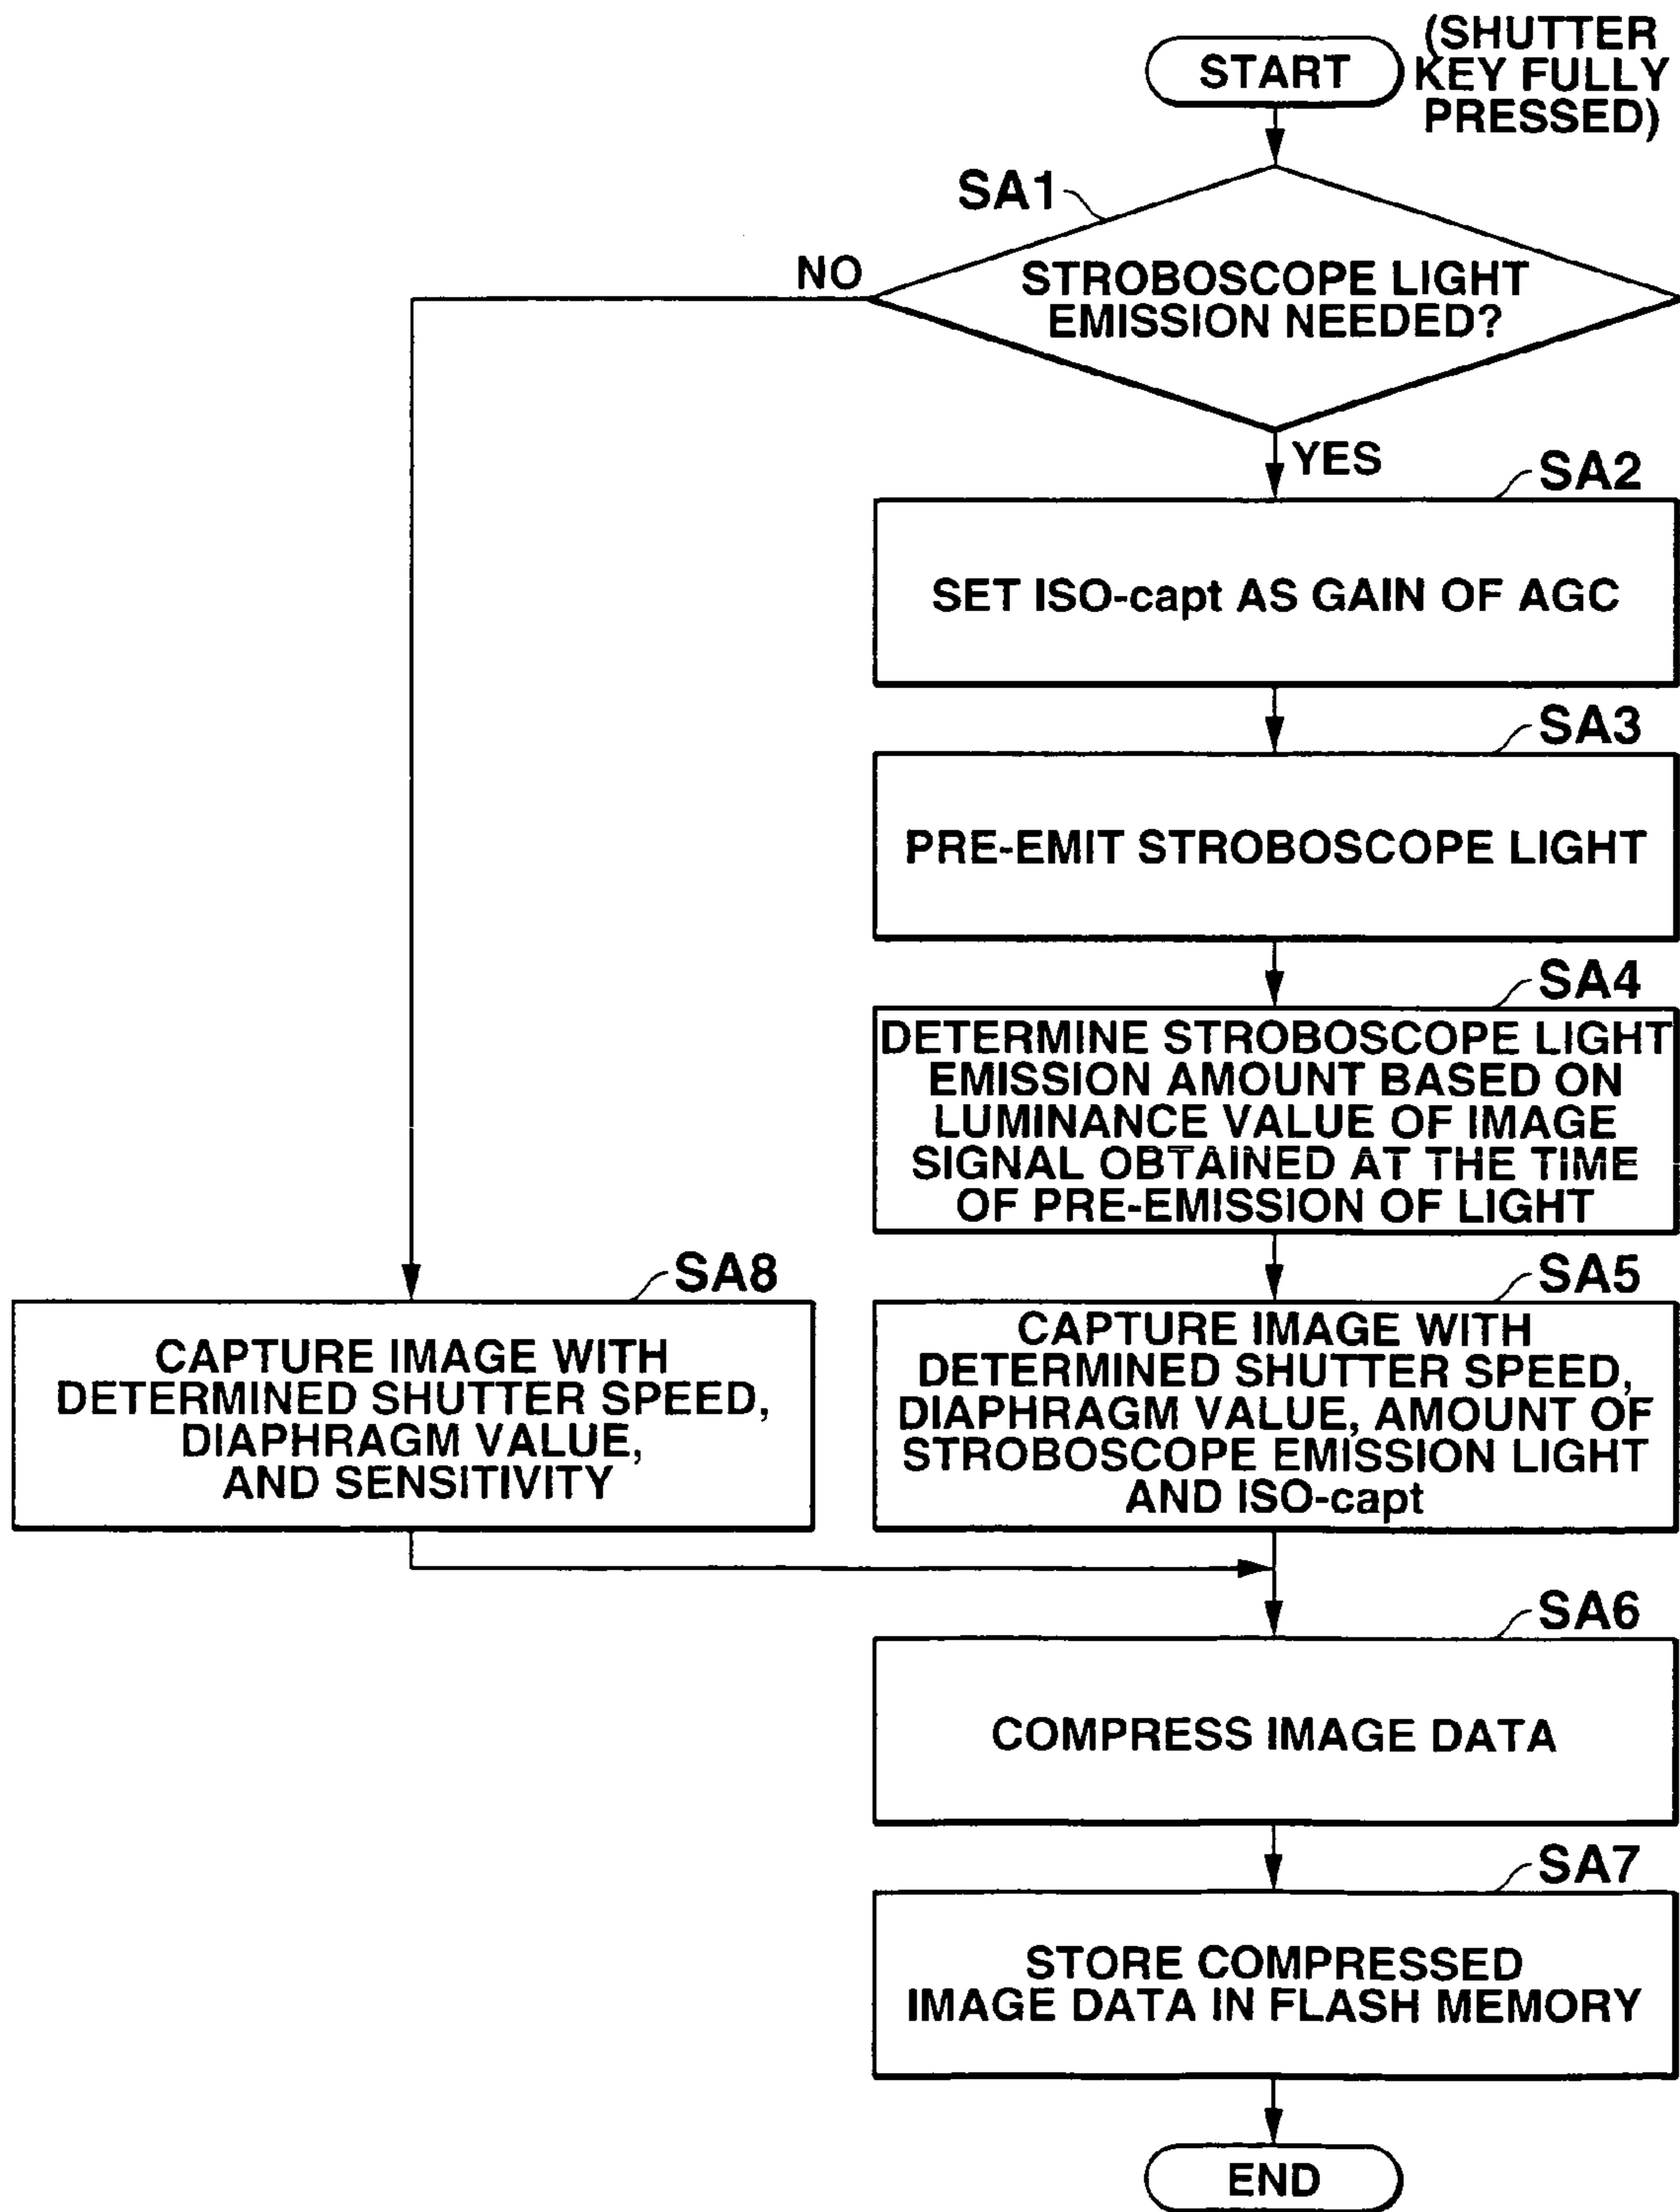 START
(SHUTTER
KEY FULLY
PRESSED)
SA1
NO
STROBOSCOPE LIGHT
EMISSION NEEDED?
YES
SA2
SET ISO-capt AS GAIN OF AGC
SA3
PRE-EMIT STROBOSCOPE LIGHT
SA4
DETERMINE STROBOSCOPE LIGHT
EMISSION AMOUNT BASED ON
LUMINANCE VALUE OF IMAGE
SIGNAL OBTAINED AT THE TIME
OF PRE-EMISSION OF LIGHT
SA8
CAPTURE IMAGE WITH
DETERMINED SHUTTER SPEED,
DIAPHRAGM VALUE,
AND SENSITIVITY
SA5
CAPTURE IMAGE WITH
DETERMINED SHUTTER SPEED,
DIAPHRAGM VALUE, AMOUNT OF
STROBOSCOPE EMISSION LIGHT
AND ISO-capt
SA6
COMPRESS IMAGE DATA
SA7
STORE COMPRESSED
IMAGE DATA IN FLASH MEMORY
END